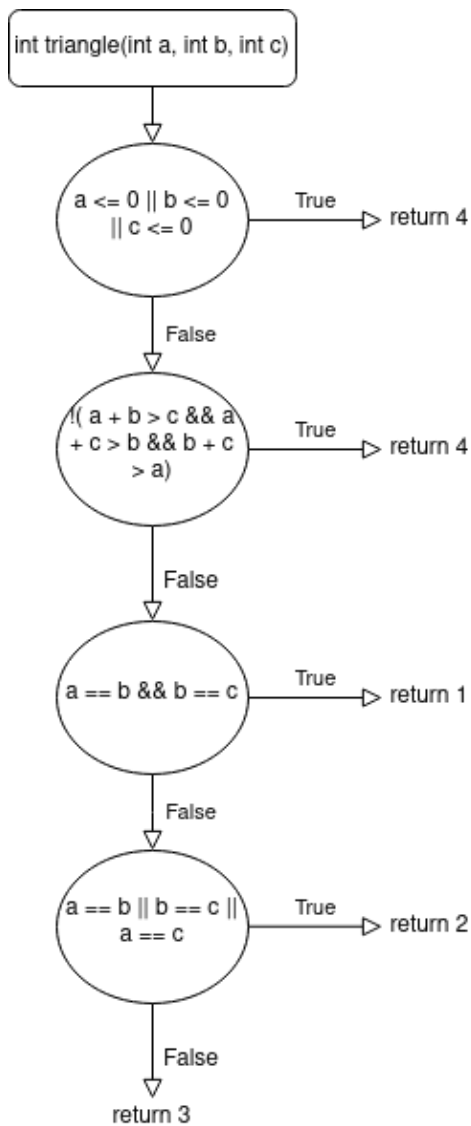 int triangle(int a, int b, int c)
a <= 0 || b <= 0
|| c <= 0
True
return 4
False
!( a + b > c && a
+ c > b && b + c
> a)
True
return 4
False
a == b && b == c
True
return 1
False
a == b || b == c ||
a == c
True
return 2
False
return 3